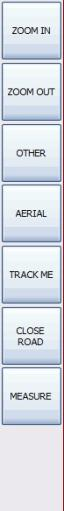 ZOOM IN
ZOOM OUT
OTHER
AERIAL
TRACK ME
CLOSE
ROAD
MEASURE